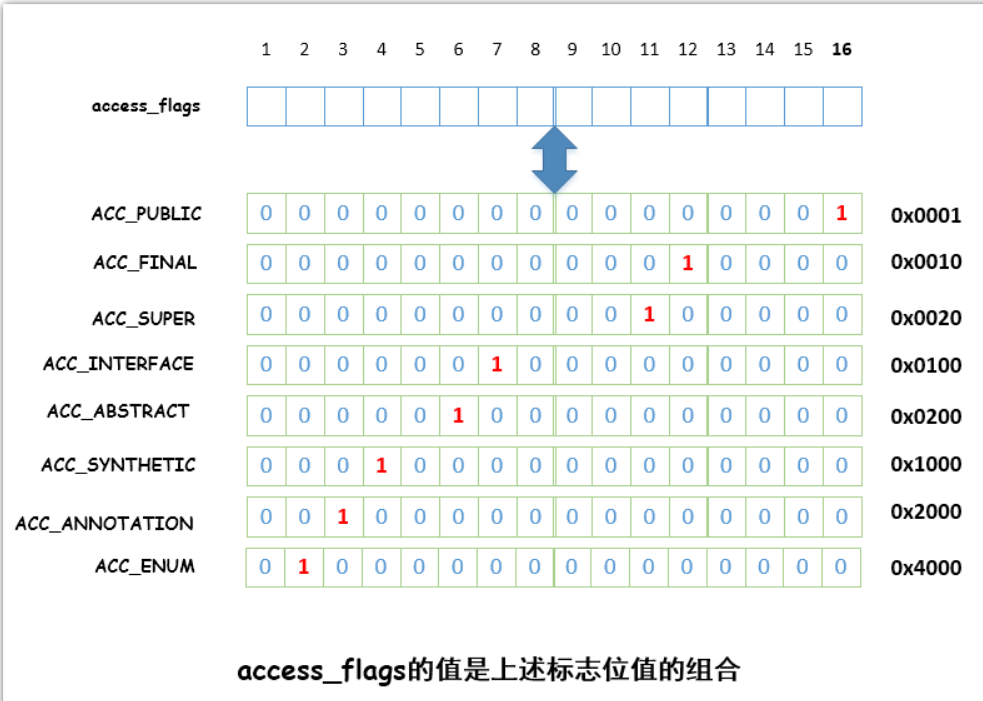 1 2 3 4 5 6 7 8 9 10 11 12 13 14 15 16
access_flags
ACC_PUBLIC 0 0 0 0 0 0 0 0 0 0 0 0 0 0 0 1 0x0001
ACC_FINAL 0 0 0 0 0 0 0 0 0 0 0 1 0 0 0 0 0x0010
ACC_SUPER 0 0 0 0 0 0 0 0 0 0 1 0 0 0 0 0 0x0020
ACC_INTERFACE 0 0 0 0 0 0 1 0 0 0 0 0 0 0 0 0 0x0100
ACC_ABSTRACT 0 0 0 0 0 1 0 0 0 0 0 0 0 0 0 0 0x0200
ACC_SYNTHETIC 0 0 0 1 0 0 0 0 0 0 0 0 0 0 0 0 0x1000
ACC_ANNOTATION 0 0 1 0 0 0 0 0 0 0 0 0 0 0 0 0 0x2000
ACC_ENUM 0 1 0 0 0 0 0 0 0 0 0 0 0 0 0 0 0x4000
access_flags的值是上述标志位值的组合